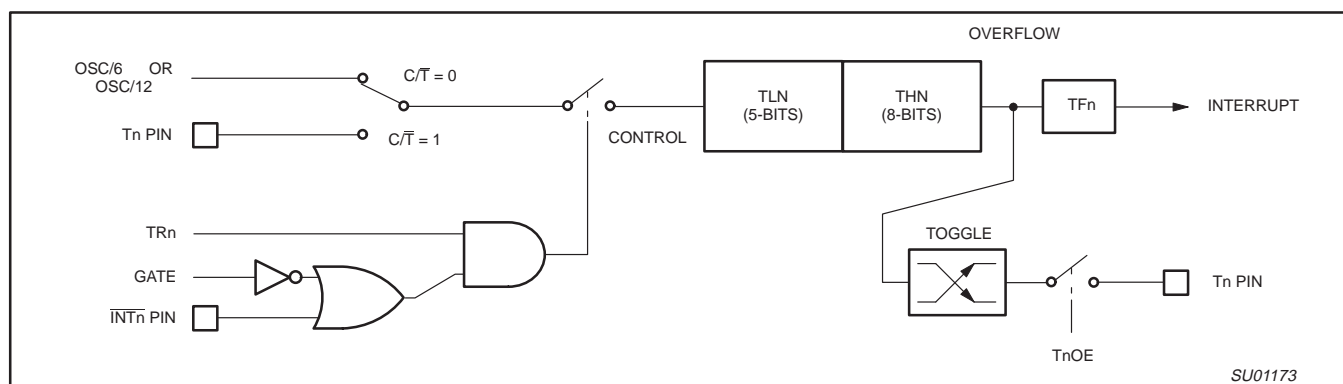 OVERFLOW
OSC/6 OR
OSC/12
C/T̅ = 0
TLN
(5-BITS)
THN
(8-BITS)
TFn
INTERRUPT
Tn PIN
C/T̅ = 1
CONTROL
TRn
TOGGLE
GATE
Tn PIN
I̅N̅T̅n̅ PIN
TnOE
SU01173